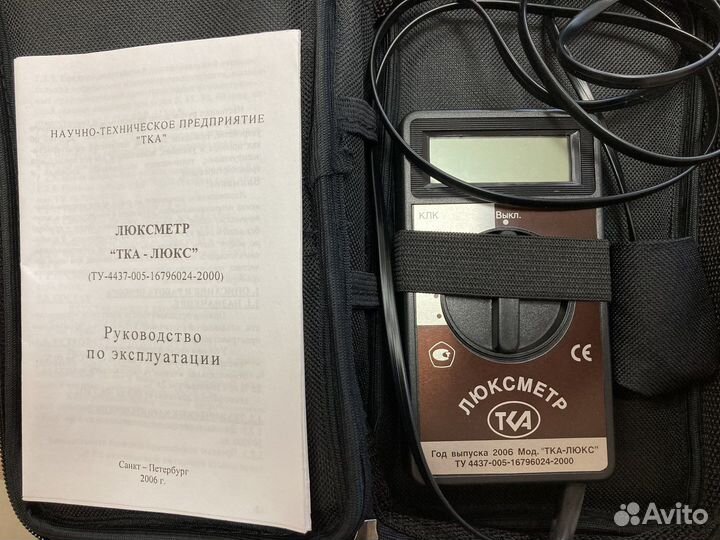 НАУЧНО-ТЕХНИЧЕСКОЕ ПРЕДПРИЯТИЕ
"ТКА"
ЛЮКСМЕТР
“ТКА - ЛЮКС”
(ТУ-4437-005-16796024-2000)
Руководство
по эксплуатации
Санкт – Петербург
2006 г.
КЛК
Выкл.
CE
ЛЮКСМЕТР
ТКА
Год выпуска 2006 Мод. "ТКА-ЛЮКС"
ТУ 4437-005-16796024-2000
Avito